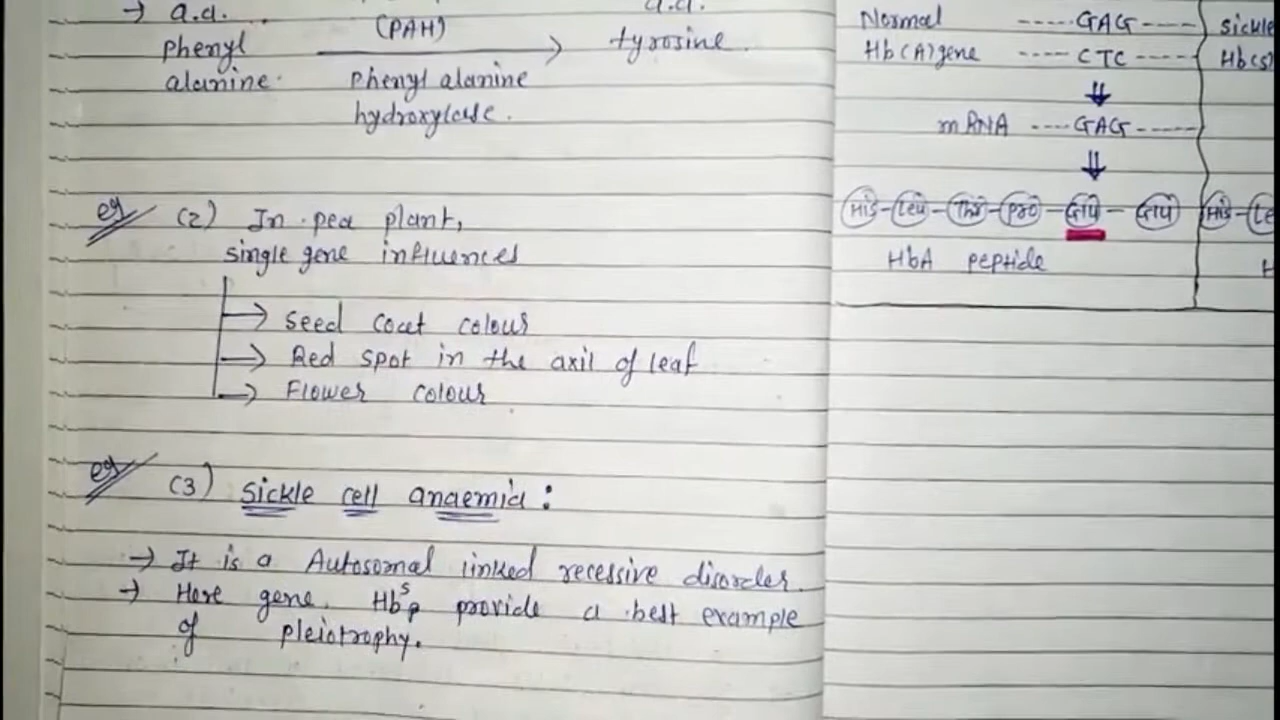 → a.a.
(PAH)
a.a.
phenyl
alanine.
tyrosine.
phenyl alanine
hydroxylase.
eg (2) In pea plant,
single gene influences
→ seed coat colour
→ Red spot in the axil of leaf
→ Flower colour
eg (3) Sickle cell anaemia:
→ It is a Autosomal linked recessive disorder.
→ Here gene Hbˢp provide a best example
of pleiotrophy.
Normal ----GAG----
Hb(A)gene ----CTC----
mRNA ----GAG-----
His-Leu-Thr-Pro-Glu-Glu
HbA peptide
Sickle
Hb(S)
His-Le
H